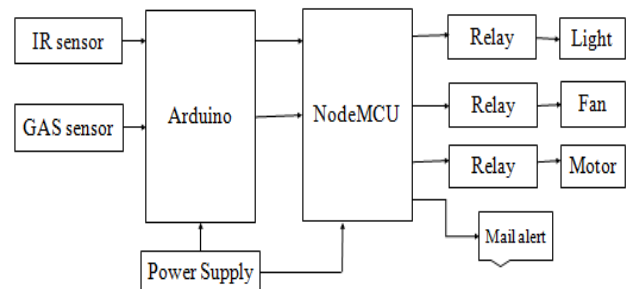 IR sensor
GAS sensor
Arduino
NodeMCU
Relay
Light
Relay
Fan
Relay
Motor
Mail alert
Power Supply